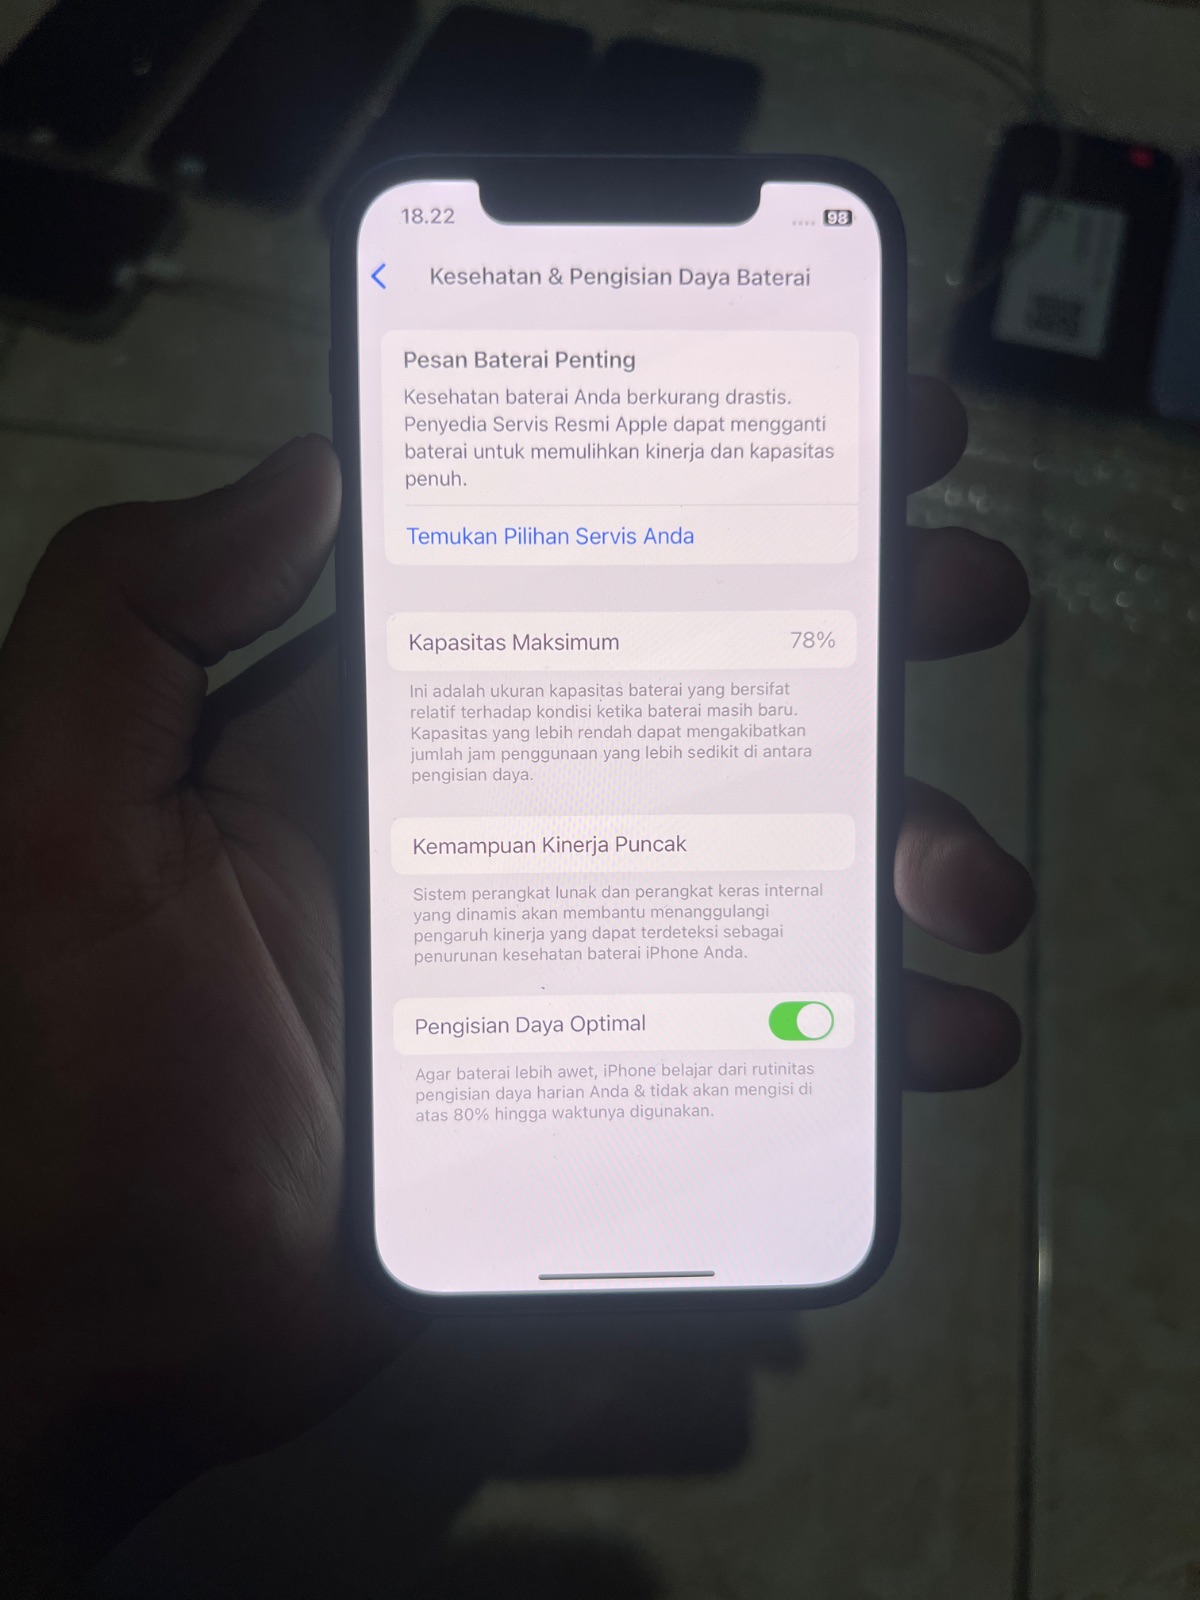 18.22
98
Kesehatan & Pengisian Daya Baterai
Pesan Baterai Penting
Kesehatan baterai Anda berkurang drastis.
Penyedia Servis Resmi Apple dapat mengganti
baterai untuk memulihkan kinerja dan kapasitas
penuh.
Temukan Pilihan Servis Anda
Kapasitas Maksimum 78%
Ini adalah ukuran kapasitas baterai yang bersifat
relatif terhadap kondisi ketika baterai masih baru.
Kapasitas yang lebih rendah dapat mengakibatkan
jumlah jam penggunaan yang lebih sedikit di antara
pengisian daya.
Kemampuan Kinerja Puncak
Sistem perangkat lunak dan perangkat keras internal
yang dinamis akan membantu menanggulangi
pengaruh kinerja yang dapat terdeteksi sebagai
penurunan kesehatan baterai iPhone Anda.
Pengisian Daya Optimal
Agar baterai lebih awet, iPhone belajar dari rutinitas
pengisian daya harian Anda & tidak akan mengisi di
atas 80% hingga waktunya digunakan.